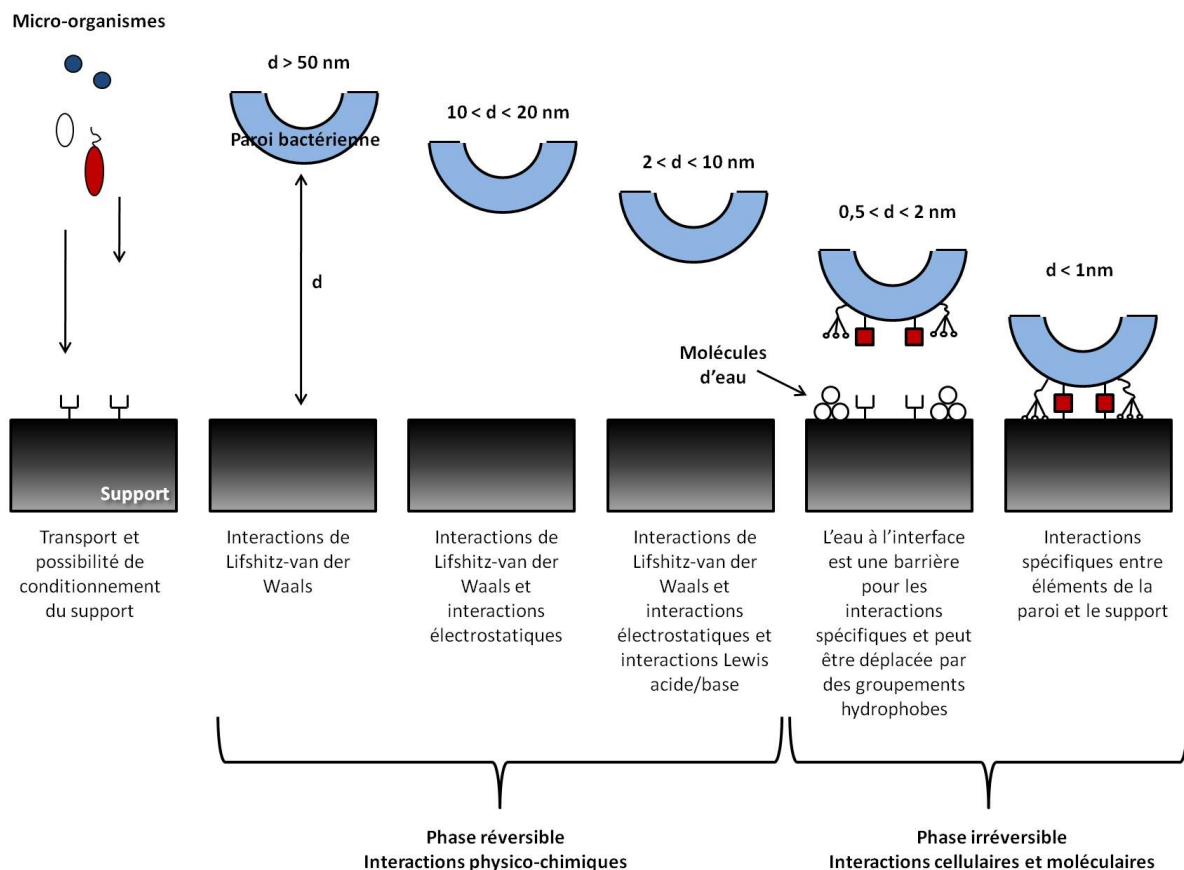 Micro-organismes
d > 50 nm
Paroi bactérienne
10 < d < 20 nm
2 < d < 10 nm
0,5 < d < 2 nm
d < 1nm
d
Molécules
d'eau
Support
Transport et
possibilité de
conditionnement
du support
Interactions de
Lifshitz-van der
Waals
Interactions de
Lifshitz-van der
Waals et
interactions
électrostatiques
Interactions de
Lifshitz-van der
Waals et
interactions
électrostatiques et
interactions Lewis
acide/base
L'eau à l'interface
est une barrière
pour les
interactions
spécifiques et peut
être déplacée par
des groupements
hydrophobes
Interactions
spécifiques entre
éléments de la
paroi et le support
Phase réversible
Interactions physico-chimiques
Phase irréversible
Interactions cellulaires et moléculaires